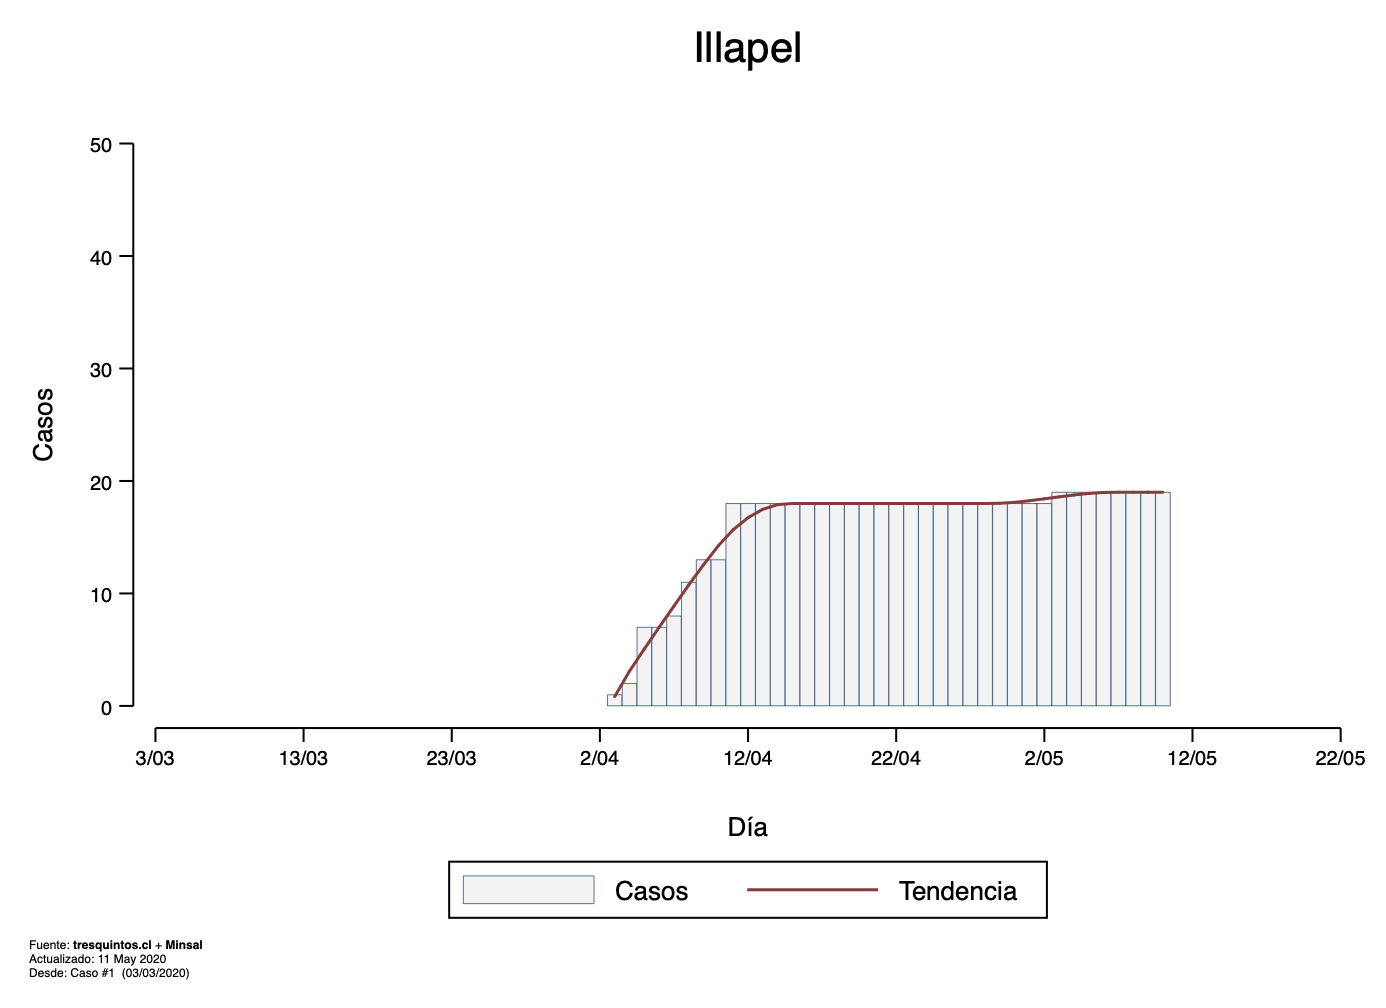 Illapel
50
40
30
20
10
0
Casos
3/03 13/03 23/03 2/04 12/04 22/04 2/05 12/05 22/05
Día
Casos Tendencia
Fuente: tresquintos.cl + Minsal
Actualizado: 11 May 2020
Desde: Caso #1 (03/03/2020)